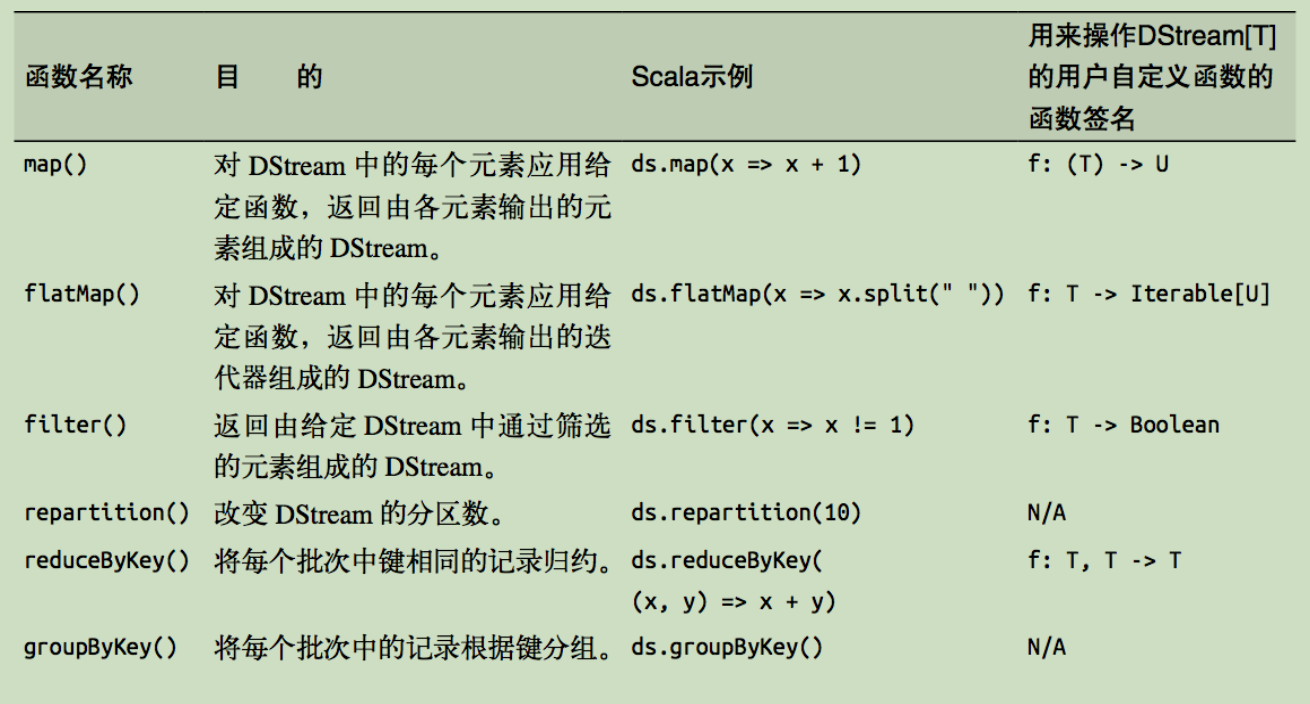 函数名称 目 的 Scala示例 用来操作DStream[T]
的用户自定义函数的
函数签名
map() 对 DStream 中的每个元素应用给 ds.map(x => x + 1) f: (T) -> U
定函数，返回由各元素输出的元
素组成的 DStream。
flatMap() 对 DStream 中的每个元素应用给 ds.flatMap(x => x.split(" ")) f: T -> Iterable[U]
定函数，返回由各元素输出的迭
代器组成的 DStream。
filter() 返回由给定 DStream 中通过筛选 ds.filter(x => x != 1) f: T -> Boolean
的元素组成的 DStream。
repartition() 改变 DStream 的分区数。 ds.repartition(10) N/A
reduceByKey() 将每个批次中键相同的记录归约。 ds.reduceByKey( f: T, T -> T
(x, y) => x + y)
groupByKey() 将每个批次中的记录根据键分组。 ds.groupByKey() N/A